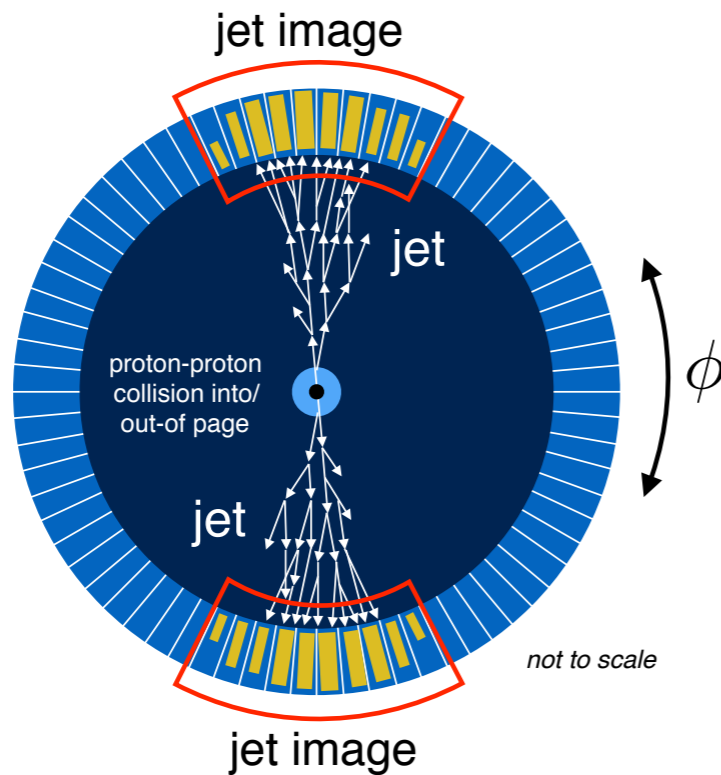 jet image
jet
ϕ
proton-proton
collision into/
out-of page
jet
not to scale
jet image